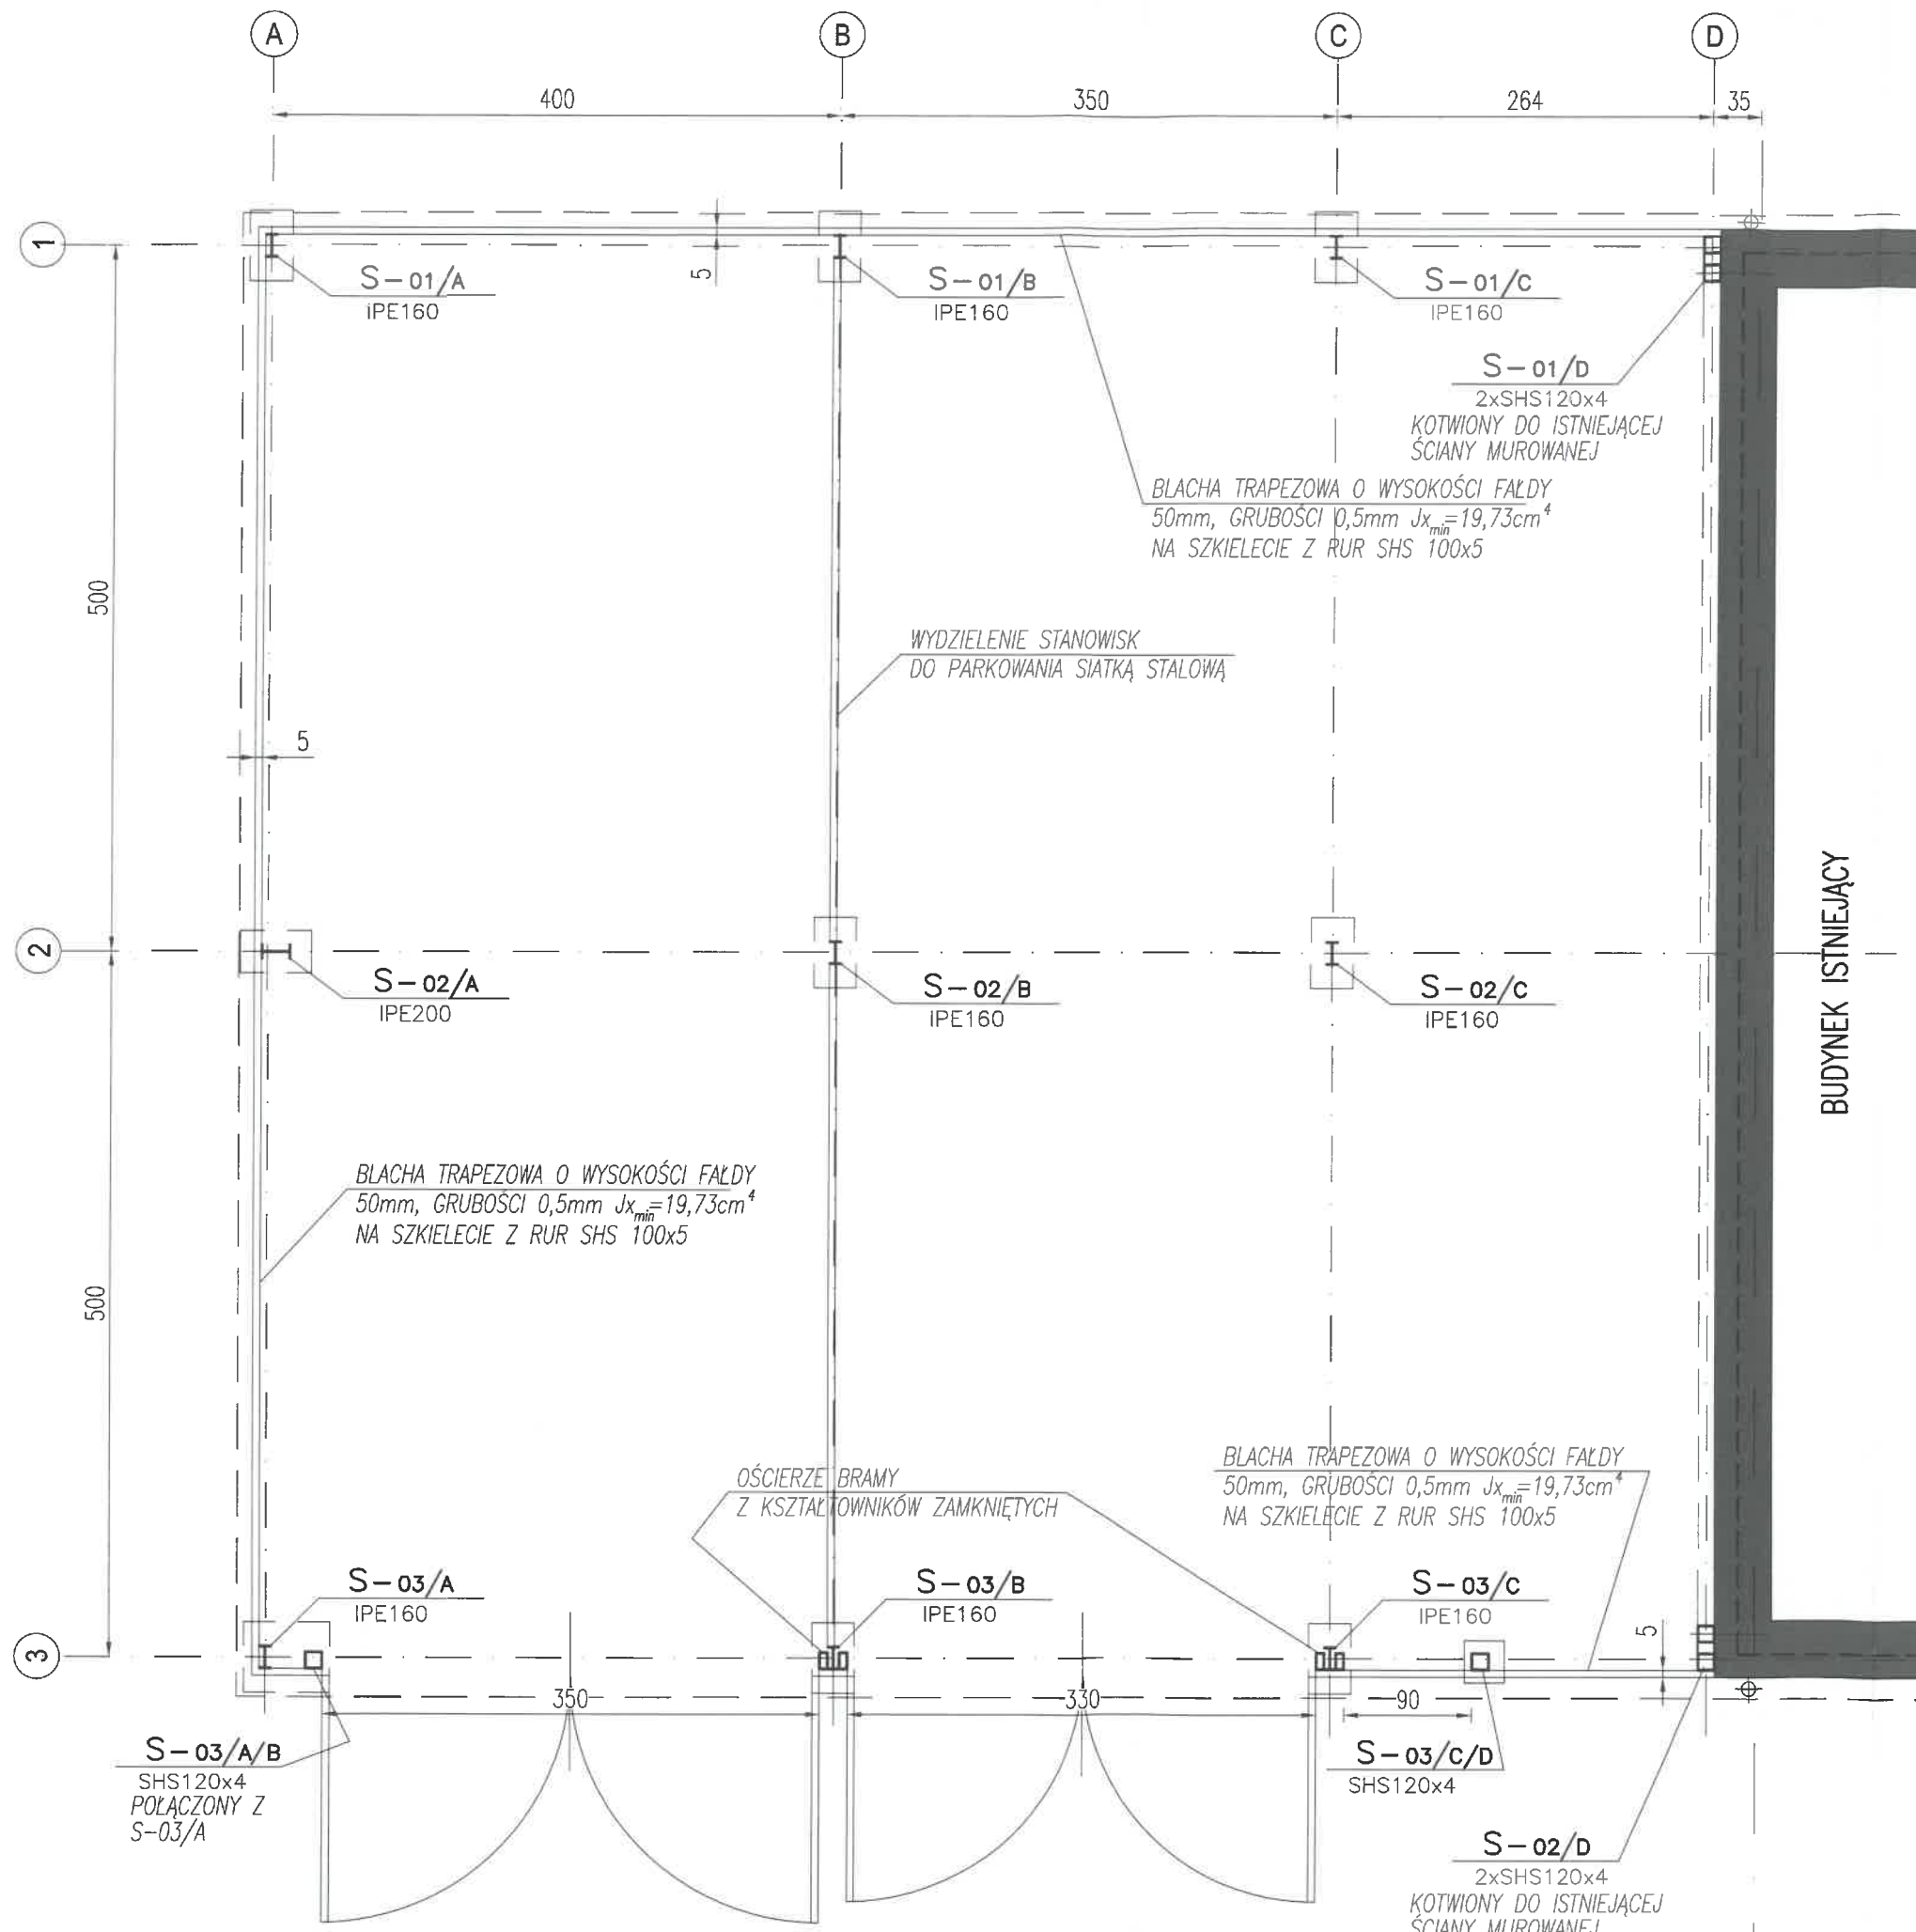 A
B
C
D
400
350
264
35
1
5
S-01/A
IPE160
S-01/B
IPE160
S-01/C
IPE160
S-01/D
2xSHS120x4
KOTWIONY DO ISTNIEJĄCEJ
ŚCIANY MUROWANEJ
BLACHA TRAPEZOWA O WYSOKOŚCI FAŁDY
50mm, GRUBOŚCI 0,5mm Jxmin=19,73cm⁴
NA SZKIELECIE Z RUR SHS 100x5
500
WYDZIELENIE STANOWISK
DO PARKOWANIA SIATKĄ STALOWĄ
5
BUDYNEK ISTNIEJĄCY
2
S-02/A
IPE200
S-02/B
IPE160
S-02/C
IPE160
BLACHA TRAPEZOWA O WYSOKOŚCI FAŁDY
50mm, GRUBOŚCI 0,5mm Jxmin=19,73cm⁴
NA SZKIELECIE Z RUR SHS 100x5
500
OŚCIERZE BRAMY
Z KSZTAŁTOWNIKÓW ZAMKNIĘTYCH
BLACHA TRAPEZOWA O WYSOKOŚCI FAŁDY
50mm, GRUBOŚCI 0,5mm Jxmin=19,73cm⁴
NA SZKIELECIE Z RUR SHS 100x5
S-03/A
IPE160
S-03/B
IPE160
S-03/C
IPE160
5
3
350
330
90
S-03/A/B
SHS120x4
POŁĄCZONY Z
S-03/A
S-03/C/D
SHS120x4
S-02/D
2xSHS120x4
KOTWIONY DO ISTNIEJĄCEJ
ŚCIANY MUROWANEJ